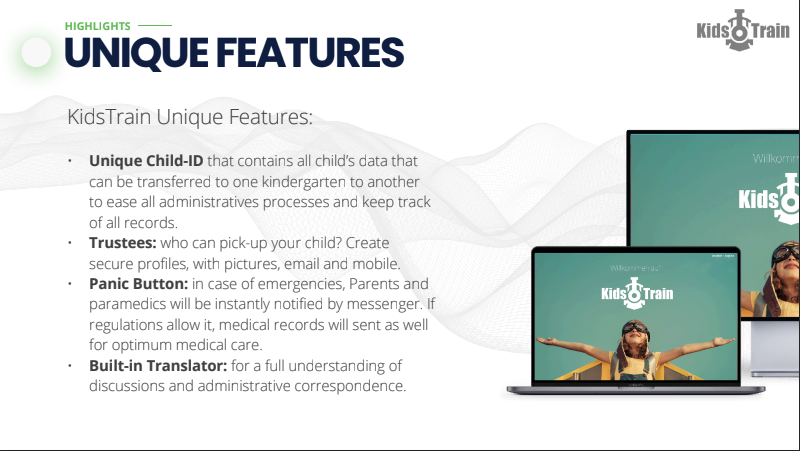 HIGHLIGHTS
UNIQUE FEATURES
Kids Train
KidsTrain Unique Features:
• Unique Child-ID that contains all child’s data that
can be transferred to one kindergarten to another
to ease all administratives processes and keep track
of all records.
• Trustees: who can pick-up your child? Create
secure profiles, with pictures, email and mobile.
• Panic Button: in case of emergencies, Parents and
paramedics will be instantly notified by messenger. If
regulations allow it, medical records will sent as well
for optimum medical care.
• Built-in Translator: for a full understanding of
discussions and administrative correspondence.
Willkomm
Kids
Kids Train